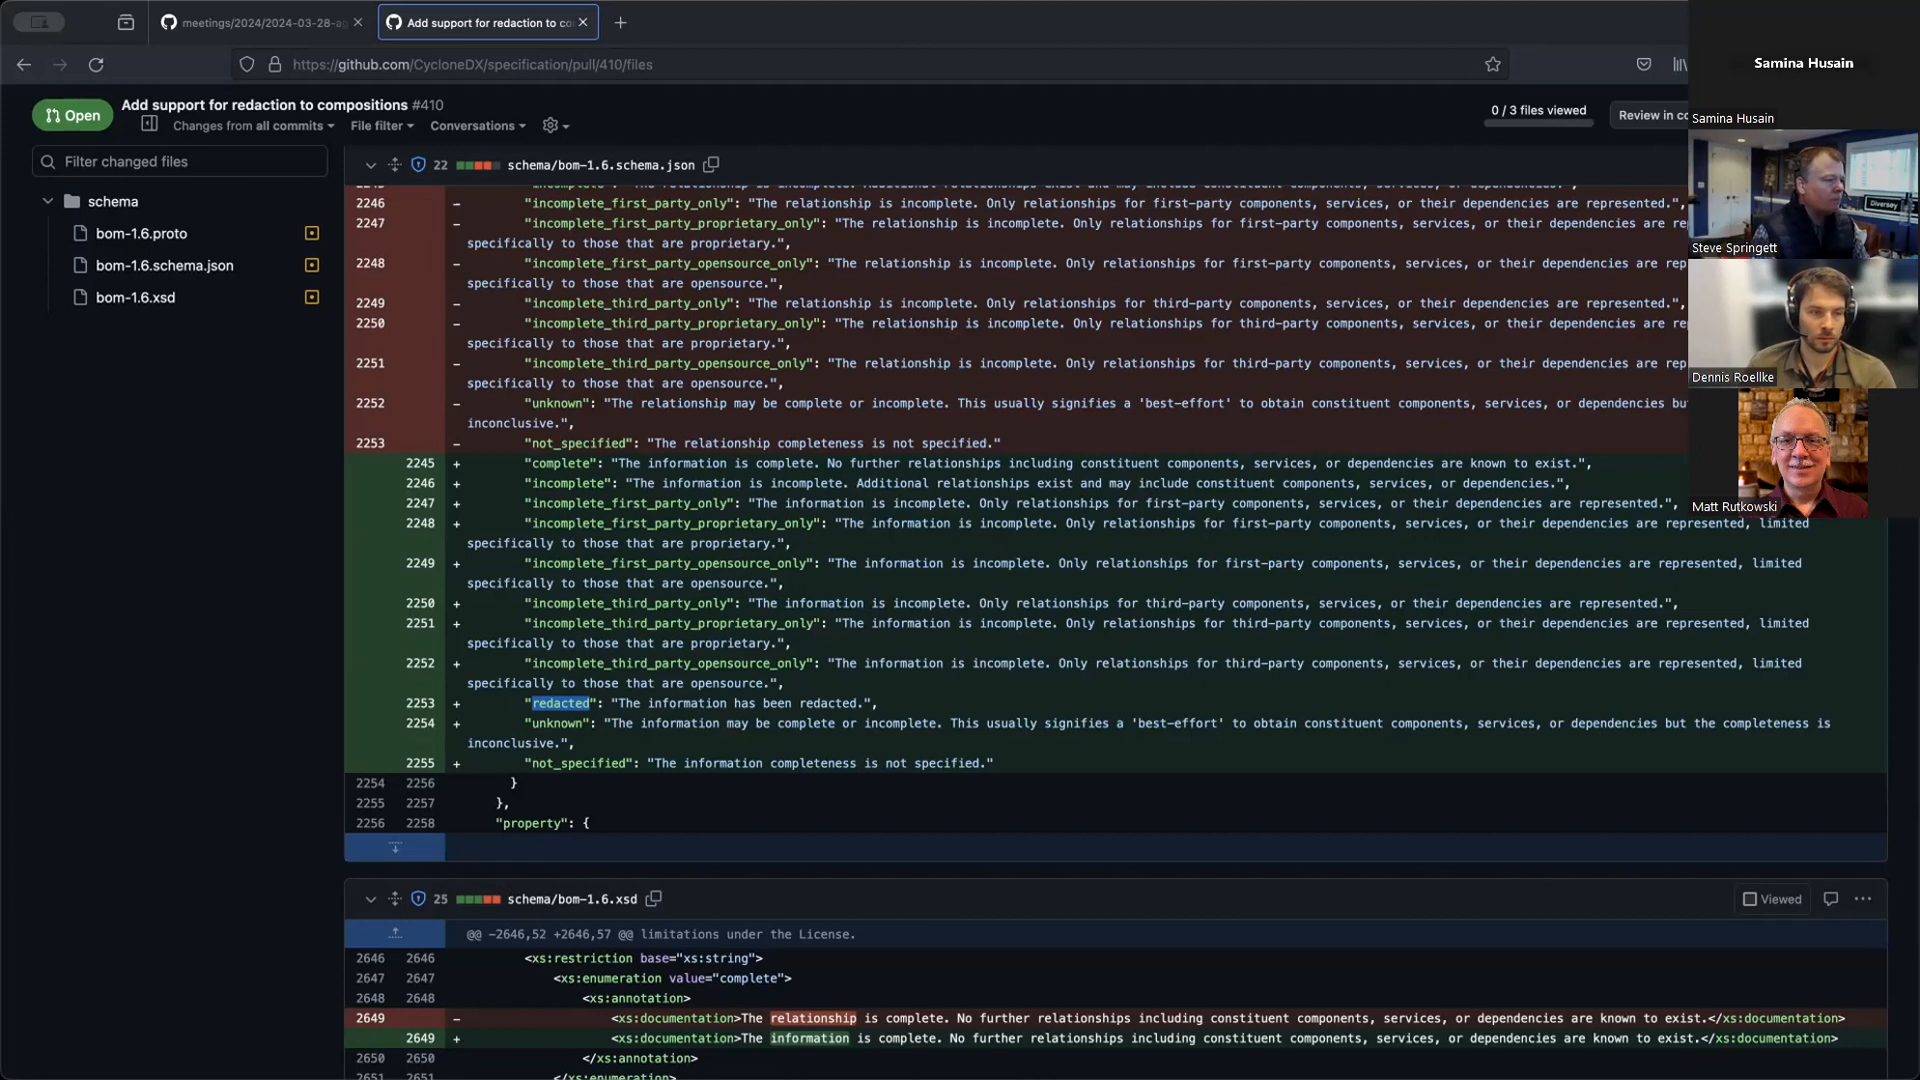 meetings/2024/2024-03-28-ag
Add support for redaction to co
https://github.com/CycloneDX/specification/pull/410/files
Open
Add support for redaction to compositions #410
Changes from all commits
File filter
Conversations
0 / 3 files viewed
Review in co
Filter changed files
schema
bom-1.6.proto
bom-1.6.schema.json
bom-1.6.xsd
22 schema/bom-1.6.schema.json
2246 - "incomplete_first_party_only": "The relationship is incomplete. Only relationships for first-party components, services, or their dependencies are represented.",
2247 - "incomplete_first_party_proprietary_only": "The relationship is incomplete. Only relationships for first-party components, services, or their dependencies are re
specifically to those that are proprietary.",
2248 - "incomplete_first_party_opensource_only": "The relationship is incomplete. Only relationships for first-party components, services, or their dependencies are rep
specifically to those that are opensource.",
2249 - "incomplete_third_party_only": "The relationship is incomplete. Only relationships for third-party components, services, or their dependencies are represented.",
2250 - "incomplete_third_party_proprietary_only": "The relationship is incomplete. Only relationships for third-party components, services, or their dependencies are re
specifically to those that are proprietary.",
2251 - "incomplete_third_party_opensource_only": "The relationship is incomplete. Only relationships for third-party components, services, or their dependencies are rep
specifically to those that are opensource.",
2252 - "unknown": "The relationship may be complete or incomplete. This usually signifies a 'best-effort' to obtain constituent components, services, or dependencies bu
inconclusive.",
2253 - "not_specified": "The relationship completeness is not specified."
2245 + "complete": "The information is complete. No further relationships including constituent components, services, or dependencies are known to exist.",
2246 + "incomplete": "The information is incomplete. Additional relationships exist and may include constituent components, services, or dependencies.",
2247 + "incomplete_first_party_only": "The information is incomplete. Only relationships for first-party components, services, or their dependencies are represented.",
2248 + "incomplete_first_party_proprietary_only": "The information is incomplete. Only relationships for first-party components, services, or their dependencies are represented, limited
specifically to those that are proprietary.",
2249 + "incomplete_first_party_opensource_only": "The information is incomplete. Only relationships for first-party components, services, or their dependencies are represented, limited
specifically to those that are opensource.",
2250 + "incomplete_third_party_only": "The information is incomplete. Only relationships for third-party components, services, or their dependencies are represented.",
2251 + "incomplete_third_party_proprietary_only": "The information is incomplete. Only relationships for third-party components, services, or their dependencies are represented, limited
specifically to those that are proprietary.",
2252 + "incomplete_third_party_opensource_only": "The information is incomplete. Only relationships for third-party components, services, or their dependencies are represented, limited
specifically to those that are opensource.",
2253 + "redacted": "The information has been redacted.",
2254 + "unknown": "The information may be complete or incomplete. This usually signifies a 'best-effort' to obtain constituent components, services, or dependencies but the completeness is
inconclusive.",
2255 + "not_specified": "The information completeness is not specified."
2254 2256 }
2255 2257 },
2256 2258 "property": {
25 schema/bom-1.6.xsd
Viewed
@@ -2646,52 +2646,57 @@ limitations under the License.
2646 2646 <xs:restriction base="xs:string">
2647 2647 <xs:enumeration value="complete">
2648 2648 <xs:annotation>
2649 - <xs:documentation>The relationship is complete. No further relationships including constituent components, services, or dependencies are known to exist.</xs:documentation>
2649 + <xs:documentation>The information is complete. No further relationships including constituent components, services, or dependencies are known to exist.</xs:documentation>
2650 2650 </xs:annotation>
2651 2651 </xs:enumeration>
Samina Husain
Samina Husain
Diversey
Steve Springett
Dennis Roellke
Matt Rutkowski